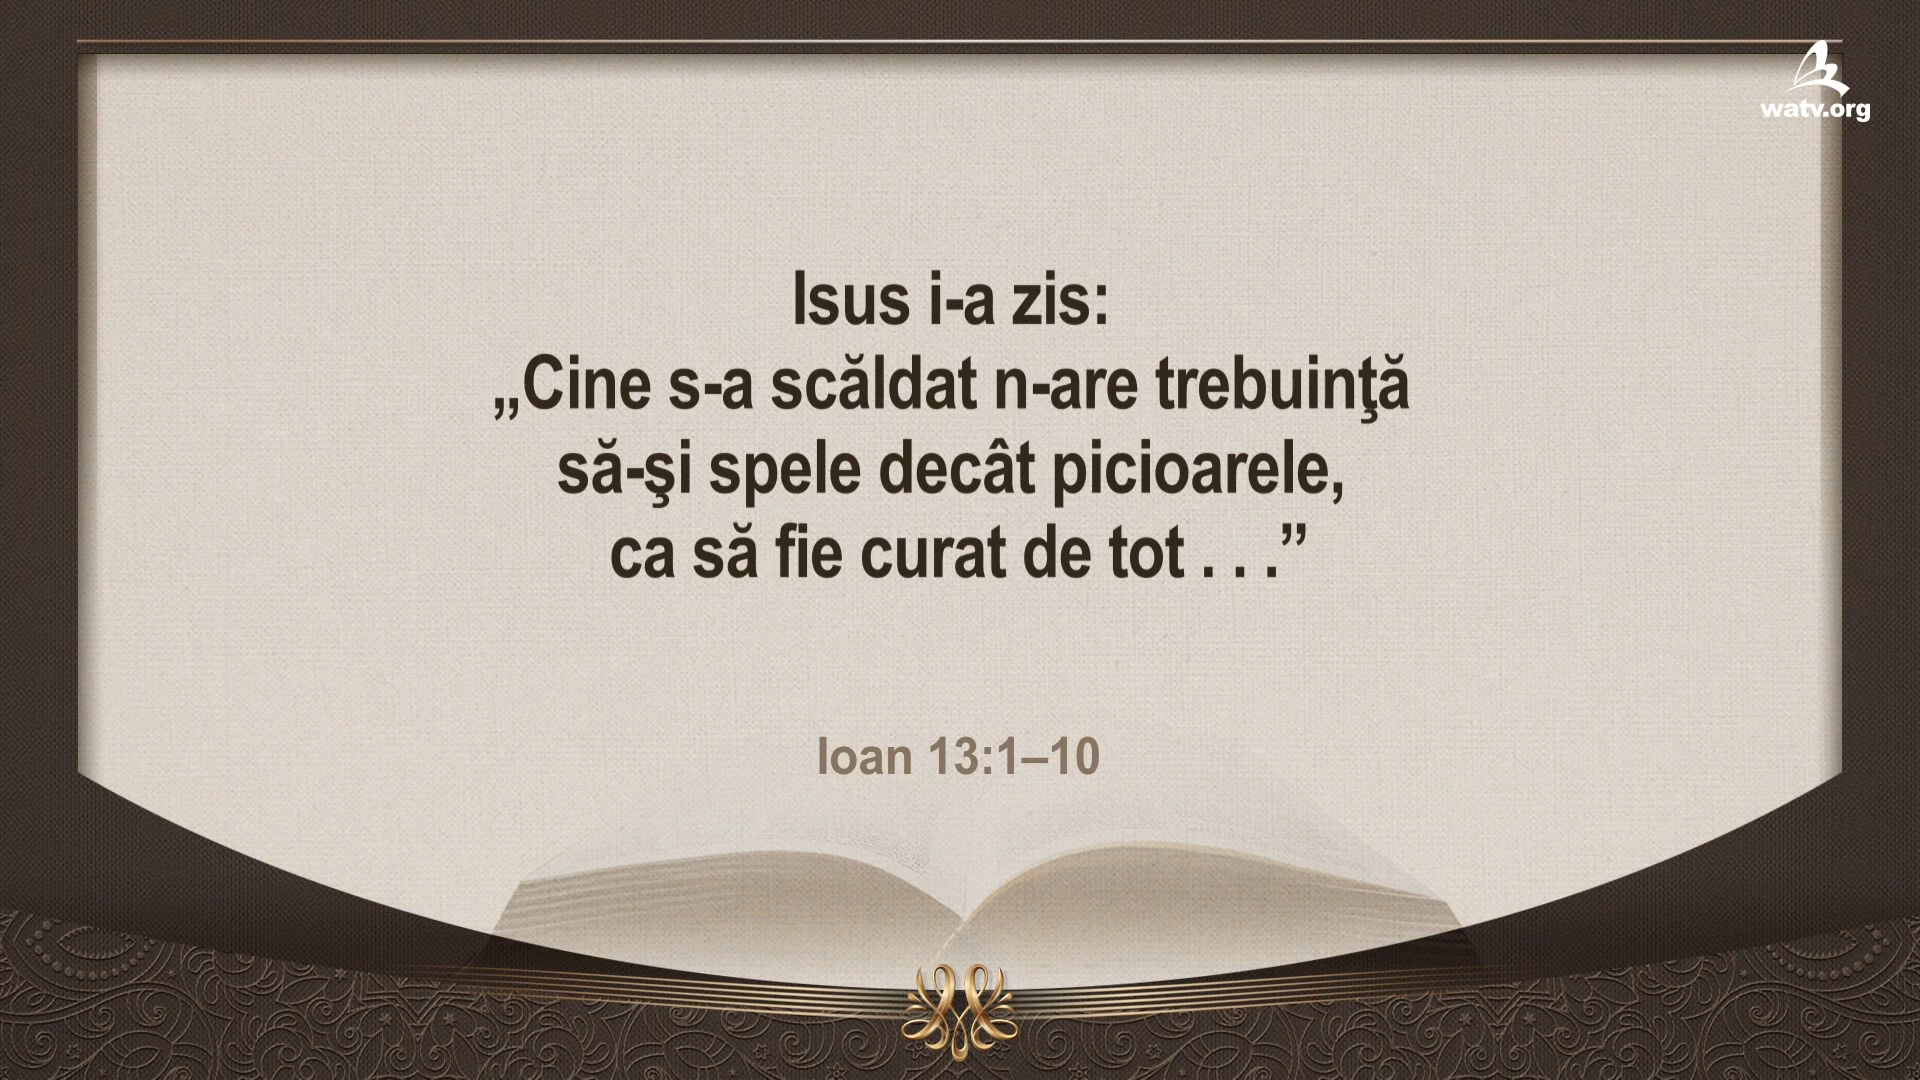 watv.org
Isus i-a zis:
„Cine s-a scăldat n-are trebuinţă
să-şi spele decât picioarele,
ca să fie curat de tot . . .”
Ioan 13:1–10